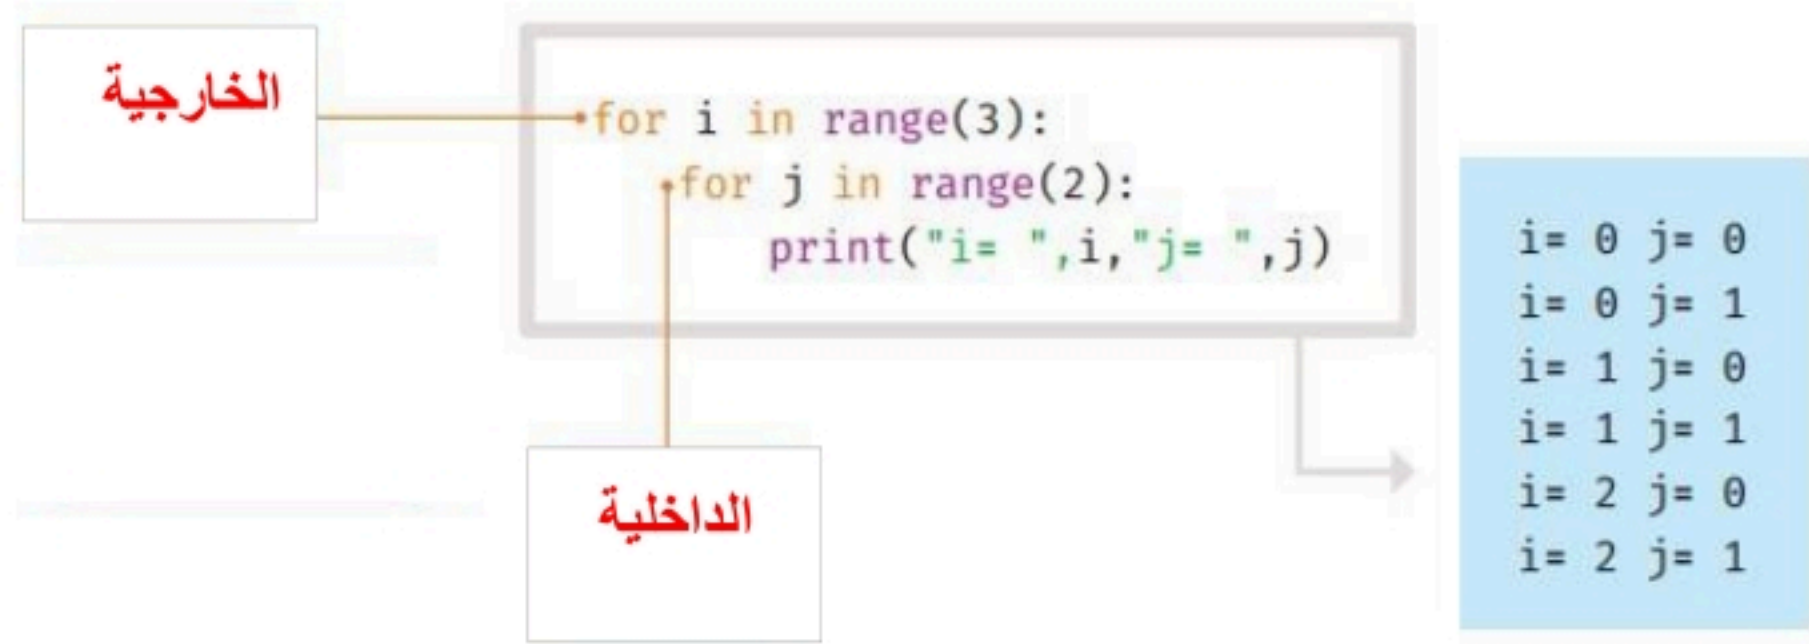 الخارجية
for i in range(3):
for j in range(2):
print("i= ",i,"j= ",j)
الداخلية
i= 0 j= 0
i= 0 j= 1
i= 1 j= 0
i= 1 j= 1
i= 2 j= 0
i= 2 j= 1